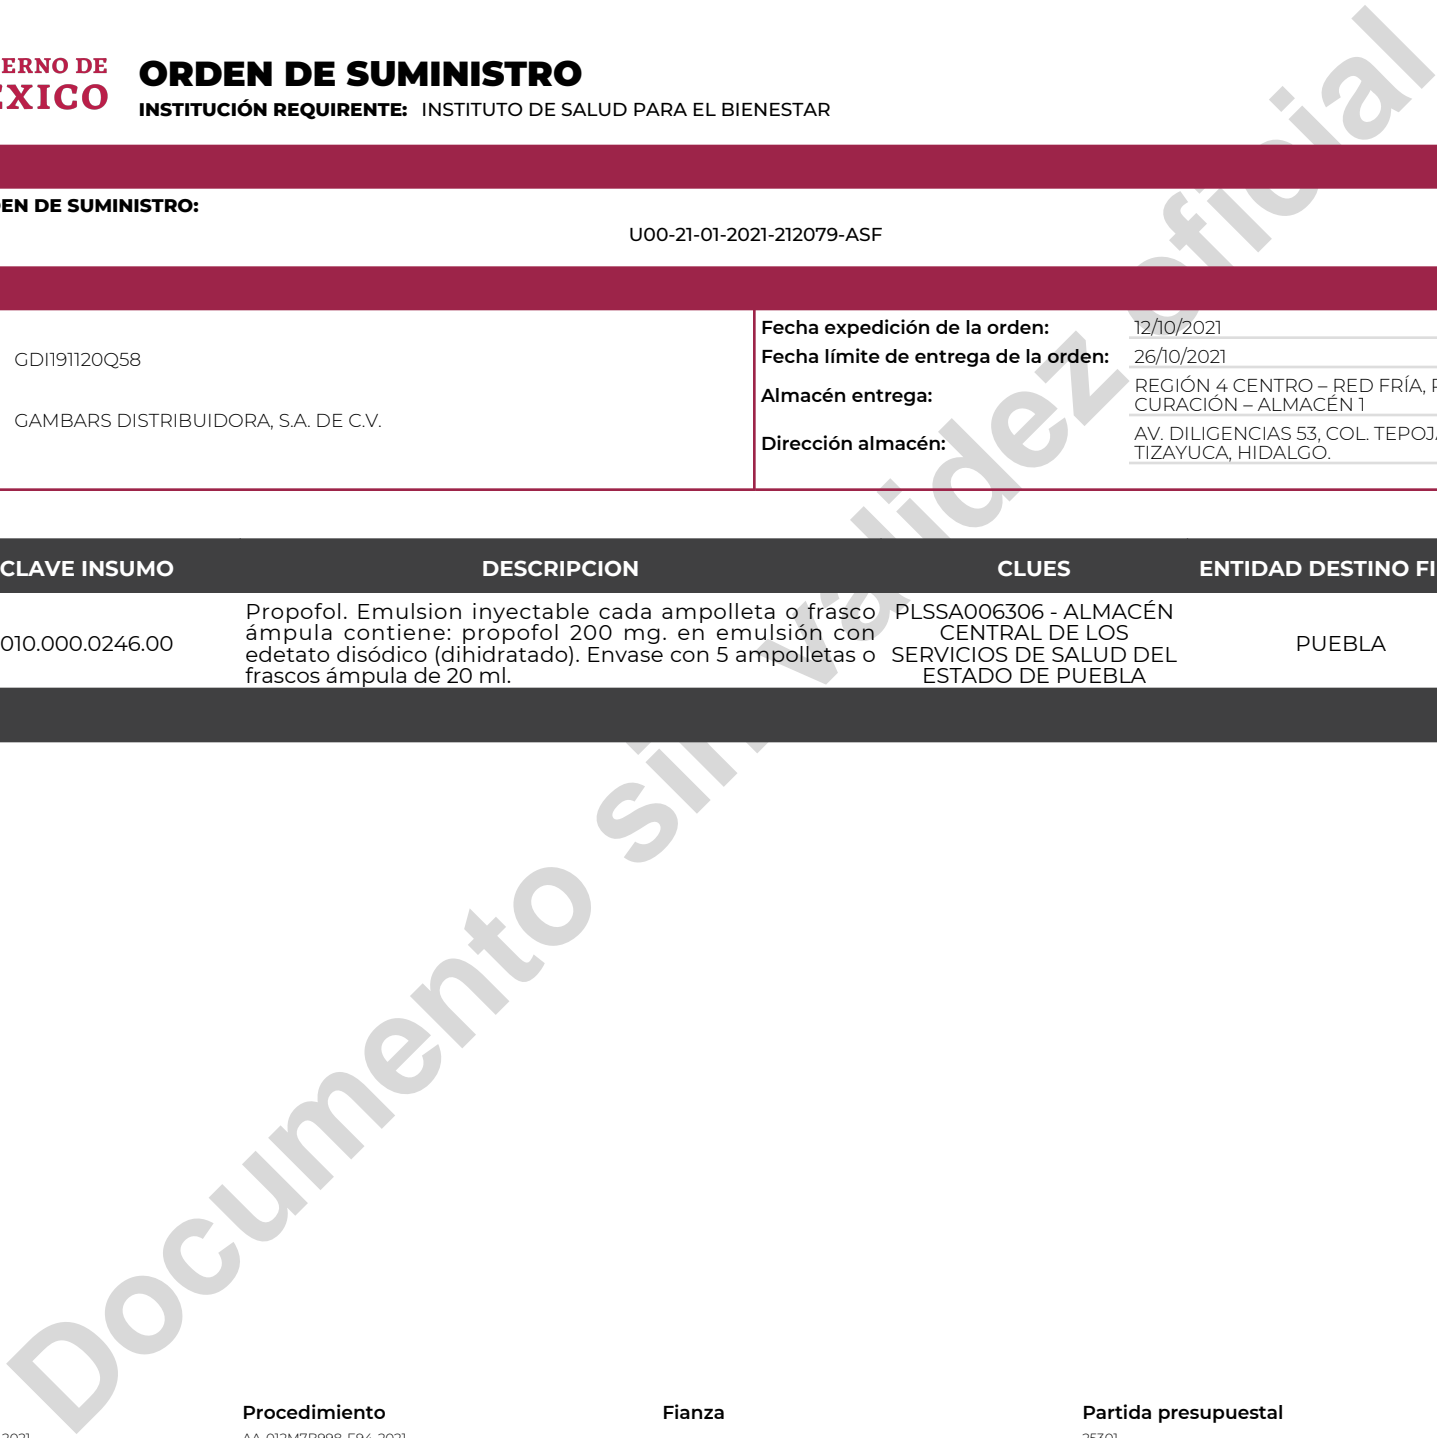 ERNO DE
EXICO
ORDEN DE SUMINISTRO
INSTITUCIÓN REQUIRENTE: INSTITUTO DE SALUD PARA EL BIENESTAR
EN DE SUMINISTRO:
U00-21-01-2021-212079-ASF
GDI191120Q58
GAMBARS DISTRIBUIDORA, S.A. DE C.V.
Fecha expedición de la orden: 12/10/2021
Fecha límite de entrega de la orden: 26/10/2021
Almacén entrega: REGIÓN 4 CENTRO – RED FRÍA,
CURACIÓN – ALMACÉN 1
Dirección almacén: AV. DILIGENCIAS 53, COL. TEPOJ
TIZAYUCA, HIDALGO.
CLAVE INSUMO DESCRIPCION CLUES ENTIDAD DESTINO FI
010.000.0246.00
Propofol. Emulsion inyectable cada ampolleta o frasco
ámpula contiene: propofol 200 mg. en emulsión con
edetato disódico (dihidratado). Envase con 5 ampolletas o
frascos ámpula de 20 ml.
PLSSA006306 - ALMACÉN
CENTRAL DE LOS
SERVICIOS DE SALUD DEL
ESTADO DE PUEBLA
PUEBLA
Documento sin validez oficial
Procedimiento Fianza Partida presupuestal